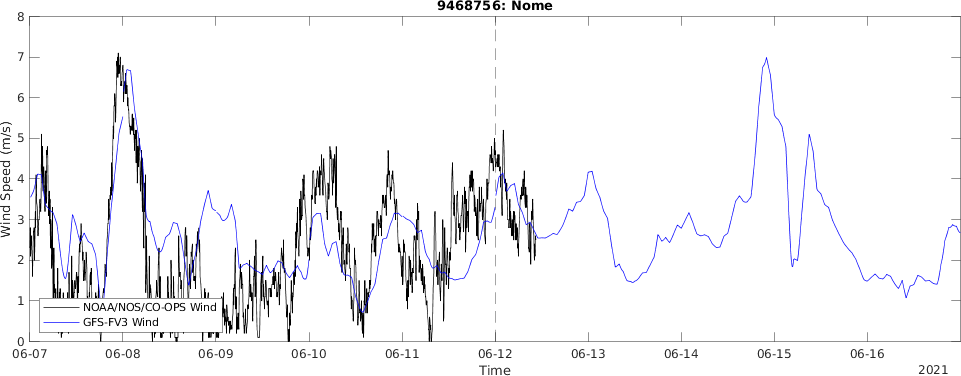 9468756: Nome
8
7
6
5
4
3
2
1
0
Wind Speed (m/s)
NOAA/NOS/CO-OPS Wind
GFS-FV3 Wind
06-07 06-08 06-09 06-10 06-11 06-12 06-13 06-14 06-15 06-16
Time
2021